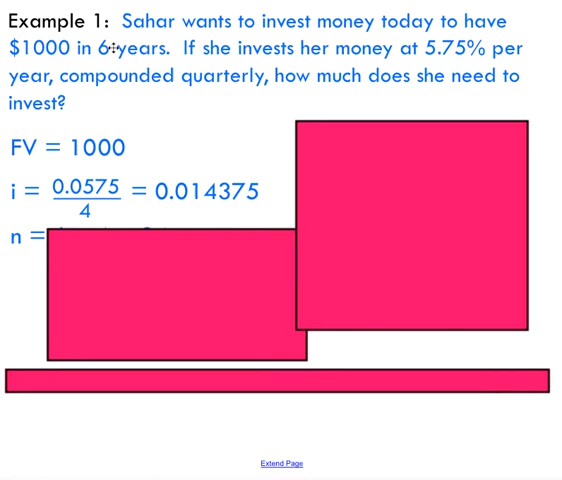 Example 1: Sahar wants to invest money today to have
$1000 in 6 years. If she invests her money at 5.75% per
year, compounded quarterly, how much does she need to
invest?
FV = 1000
i = 0.0575/4 = 0.014375
n =
Extend Page